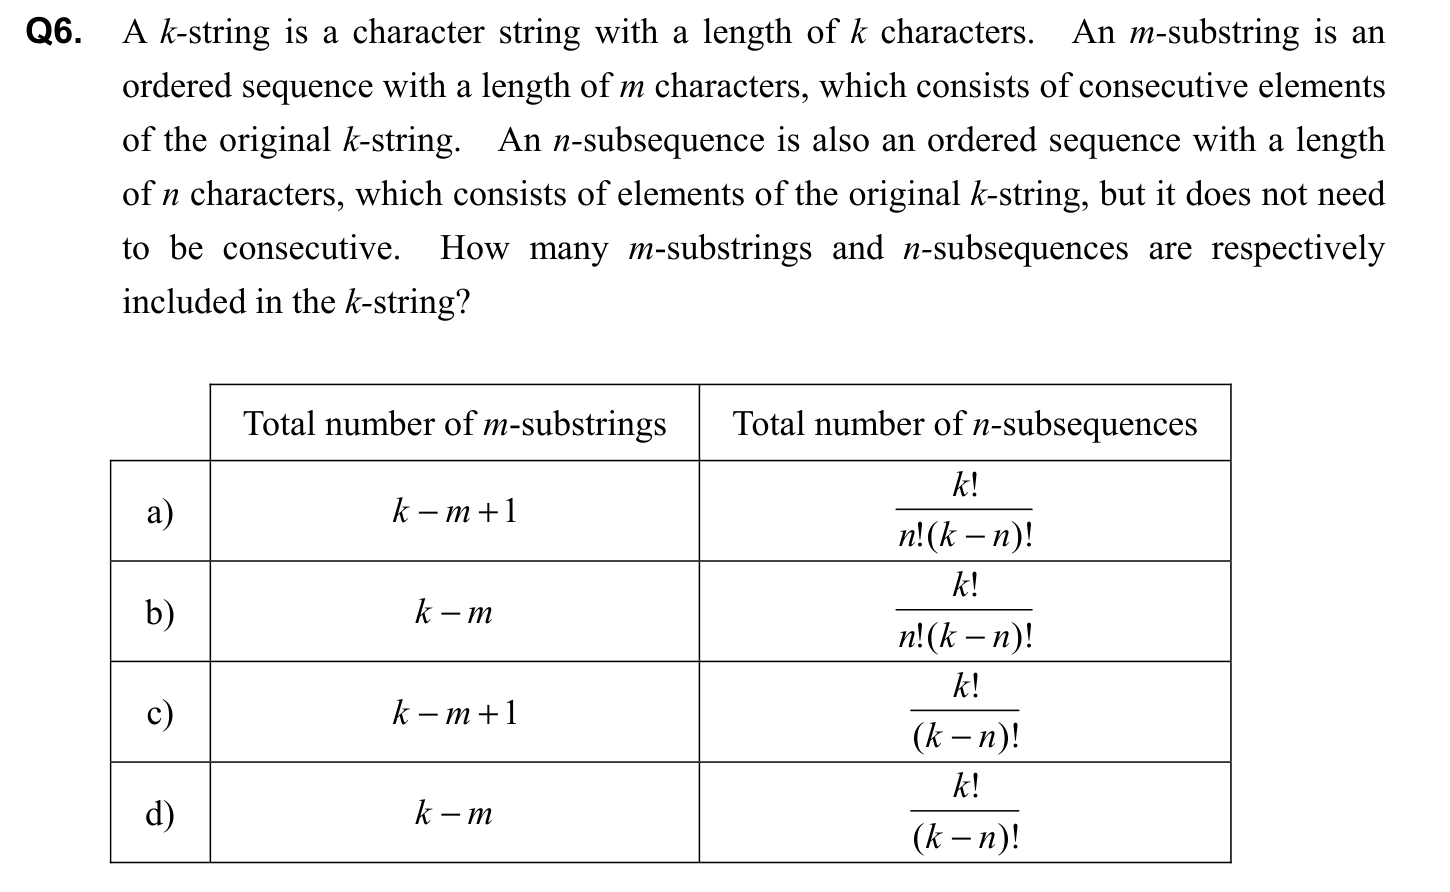 Q6. A k-string is a character string with a length of k characters. An m-substring is an
ordered sequence with a length of m characters, which consists of consecutive elements
of the original k-string. An n-subsequence is also an ordered sequence with a length
of n characters, which consists of elements of the original k-string, but it does not need
to be consecutive. How many m-substrings and n-subsequences are respectively
included in the k-string?
Total number of m-substrings Total number of n-subsequences
a) k − m + 1 k! / n!(k − n)!
b) k − m k! / n!(k − n)!
c) k − m + 1 k! / (k − n)!
d) k − m k! / (k − n)!